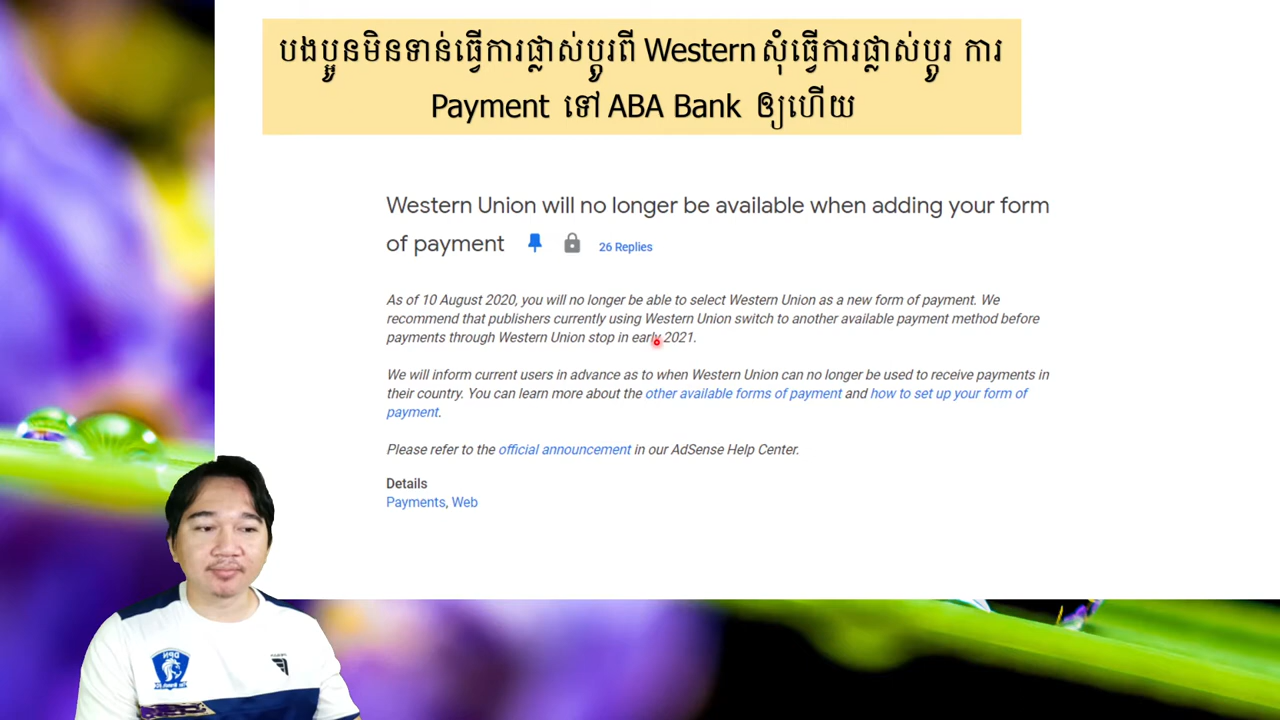 បងប្អូនមិនទាន់ធ្វើការផ្លាស់ប្តូរពី Western សុំធ្វើការផ្លាស់ប្តូរ ការ
Payment ទៅ ABA Bank ឲ្យហើយ
Western Union will no longer be available when adding your form
of payment 26 Replies
As of 10 August 2020, you will no longer be able to select Western Union as a new form of payment. We
recommend that publishers currently using Western Union switch to another available payment method before
payments through Western Union stop in early 2021.
We will inform current users in advance as to when Western Union can no longer be used to receive payments in
their country. You can learn more about the other available forms of payment and how to set up your form of
payment.
Please refer to the official announcement in our AdSense Help Center.
Details
Payments, Web